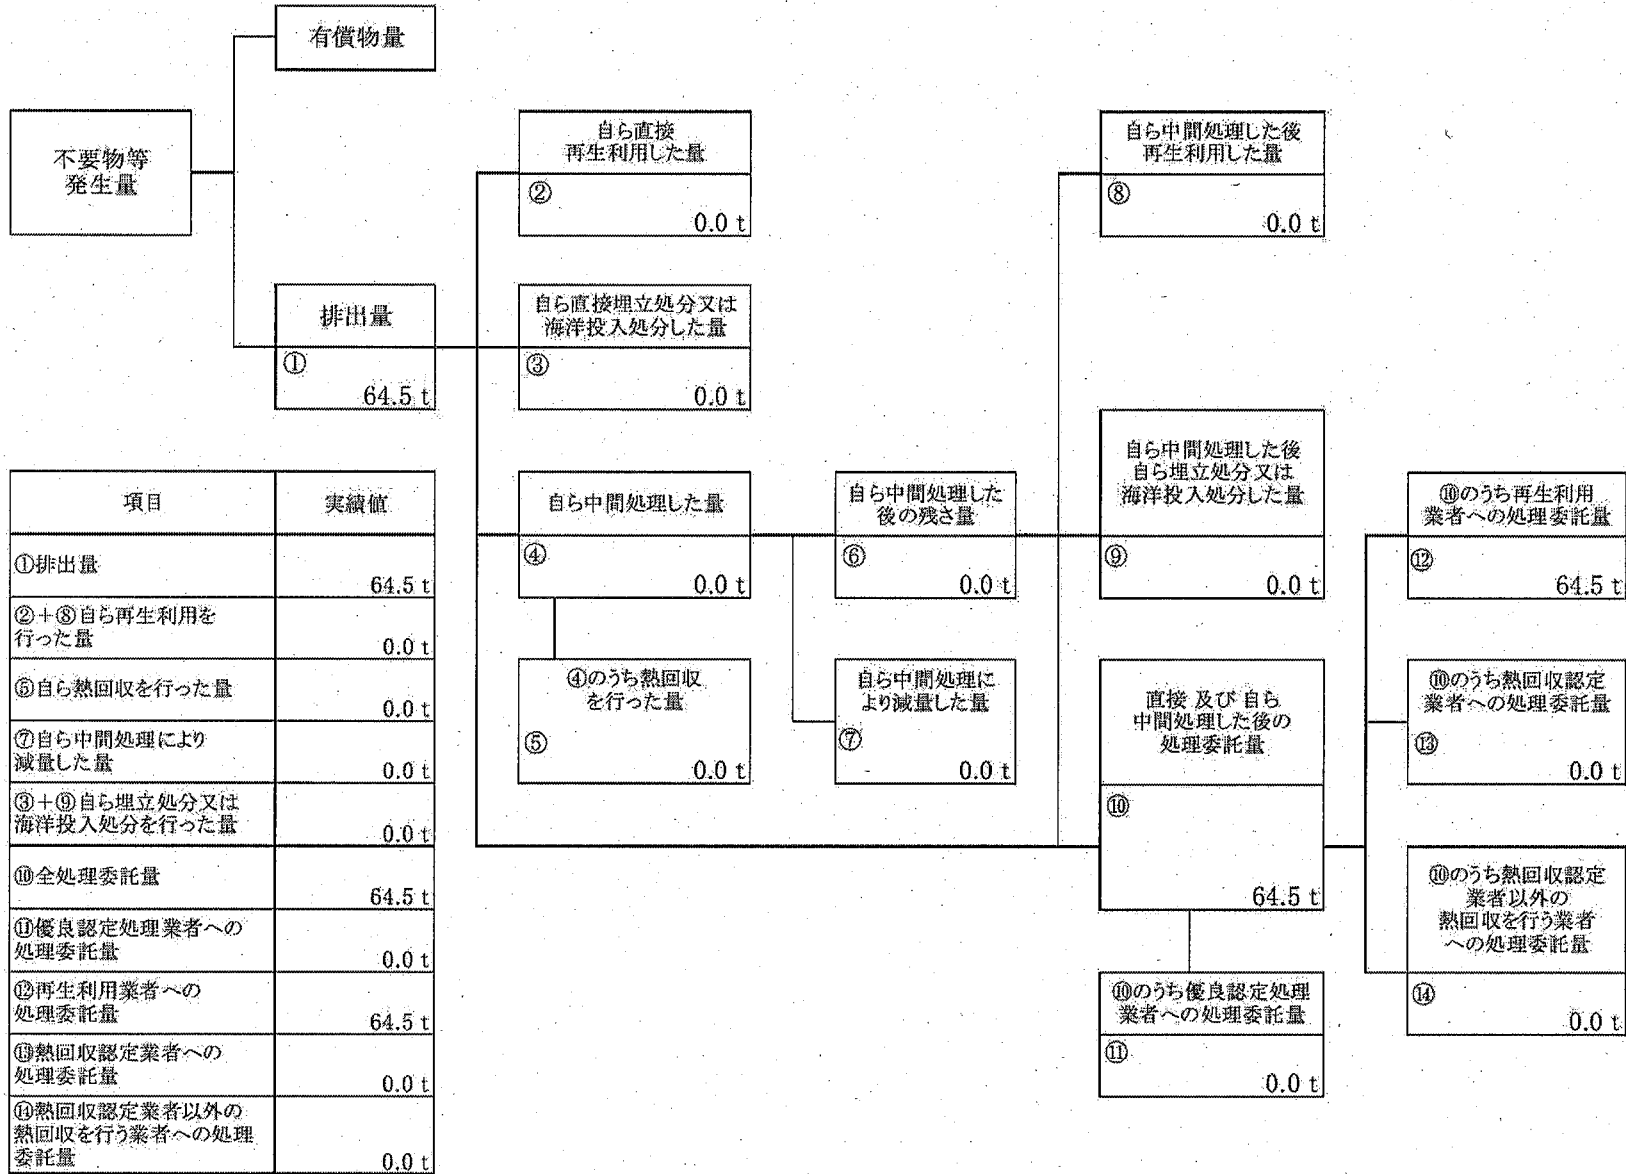 有償物量
不要物等
発生量
排出量
①
64.5 t
自ら直接
再生利用した量
②
0.0 t
自ら直接埋立処分又は
海洋投入処分した量
③
0.0 t
自ら中間処理した量
④
0.0 t
④のうち熱回収
を行った量
⑤
0.0 t
自ら中間処理した
後の残さ量
⑥
0.0 t
自ら中間処理に
より減量した量
⑦
0.0 t
自ら中間処理した後
再生利用した量
⑧
0.0 t
自ら中間処理した後
自ら埋立処分又は
海洋投入処分した量
⑨
0.0 t
直接 及び 自ら
中間処理した後の
処理委託量
⑩
64.5 t
⑩のうち優良認定処理
業者への処理委託量
⑪
0.0 t
⑩のうち再生利用
業者への処理委託量
⑫
64.5 t
⑩のうち熱回収認定
業者への処理委託量
⑬
0.0 t
⑩のうち熱回収認定
業者以外の
熱回収を行う業者
への処理委託量
⑭
0.0 t
項目 実績値
①排出量
64.5 t
②+⑧自ら再生利用を
行った量
0.0 t
⑤自ら熱回収を行った量
0.0 t
⑦自ら中間処理により
減量した量
0.0 t
③+⑨自ら埋立処分又は
海洋投入処分を行った量
0.0 t
⑩全処理委託量
64.5 t
⑪優良認定処理業者への
処理委託量
0.0 t
⑫再生利用業者への
処理委託量
64.5 t
⑬熱回収認定業者への
処理委託量
0.0 t
⑭熱回収認定業者以外の
熱回収を行う業者への処理
委託量
0.0 t